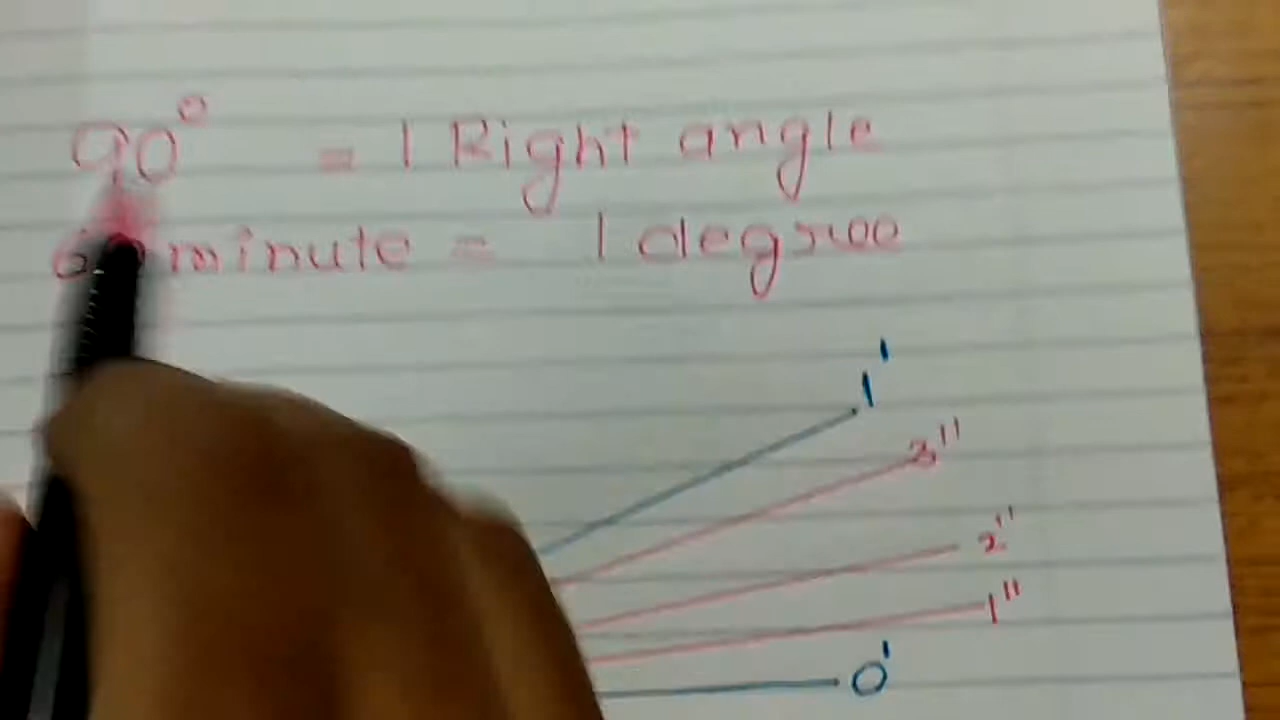 90° = 1 Right angle
minute = 1 degree
1'
3"
2"
1"
0'